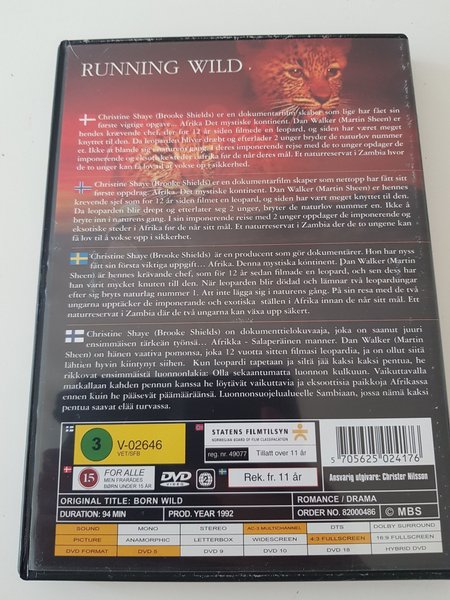 RUNNING WILD
Christine Shaye (Brooke Shields) er en dokumentarfilm skaber som lige har fået sin
første vigtige opgave... Afrika Det mystiske kontinent. Dan Walker (Martin Sheen) er
hendes krævende chef, der for 12 år siden filmede en leopard, og siden har været meget
knyttet til den. Da leoparden bliver dræbt og efterlader 2 unger bryder de naturlov nummer
et. Ikke at blande sig i naturens gang. I deres imponerende rejse med to unger opdager de
imponerende og eksotiske steder i Afrika før de når deres mål. Et naturreservat i Zambia hvor
de to unger kan få lov til at vokse op i sikkerhed.
Christine Shaye (Brooke Shields) er en dokumentarfilm skaper som nettopp har fått sitt
første oppdrag; Afrika. Det mystiske kontinent. Dan Walker (Martin Sheen) er hennes
krevende sjef som for 12 år siden filmet en leopard, og siden har vært meget knyttet til den.
Da leoparden blir drept og etterlater seg 2 unger, bryter de naturlov nummer en. Ikke å
bryte inn i naturens gang. I sin imponerende reise med 2 unger oppdager de imponerende og
eksotiske steder i Afrika før de når sitt mål. Et naturreservat i Zambia der de to ungene kan
få lov til å vokse opp i sikkerhet.
Christine Shaye (Brooke Shields) är en producent som gör dokumentärer. Hon har nyss
fått sin första viktiga uppgift... Afrika. Denna mystiska kontinent. Dan Walker (Martin
Sheen) är hennes krävande chef, som för 12 år sedan filmade en leopard, och sen dess har
han varit mycket knuten till den. När leoparden blir dödad och lämnar två leopardungar
efter sig bryts naturlag nummer 1. Att inte lägga sig i naturens gång. På sin resa med de två
ungarna upptäcker de imponerande och exotiska ställen i Afrika innan de når sitt mål. Ett
naturreservat i Zambia där de två ungarna kan växa upp säkert.
Christine Shaye (Brooke Shields) on dokumenttielokuvaaja, joka on saanut juuri
ensimmäisen tärkeän työnsä... Afrikka - Salaperäinen manner. Dan Walker (Martin
Sheen) on hänen vaativa pomonsa, joka 12 vuotta sitten filmasi leopardia, ja on ollut siitä
lähtien hyvin kiintynyt siihen. Kun leopardi tapetaan ja siltä jää kaksi kaksi pentua, he
rikkovat ensimmäistä luonnonlakia: Olla sekaantumatta luonnon kulkuun. Vaikuttavalla
matkallaan kahden pennun kanssa he löytävät vaikuttavia ja eksoottisia paikkoja Afrikassa
ennen kuin he pääsevät päämääräänsä. Luonnonsuojelualueelle Sambiaan, jossa nämä kaksi
pentua saavat elää turvassa.
3
V-02646
VET/SFB
STATENS FILMTILSYN
NORWEGIAN BOARD OF FILM CLASSIFICATION
reg. nr. 49077
Tillatt over 11 år
5 705625 024176
15
FOR ALLE
MEN FRARÅDES
BØRN UNDER 15 ÅR
DVD
VIDEO
2
Rek. fr. 11 år
Ansvarig utgivare: Christer Nilsson
ORIGINAL TITLE: BORN WILD
ROMANCE / DRAMA
DURATION: 94 MIN
PROD. YEAR 1992
ORDER NO. 82000486
© MBS
SOUND MONO STEREO AC-3 MULTICHANNEL DTS DOLBY SURROUND
PICTURE ANAMORPHIC LETTERBOX WIDESCREEN 4:3 FULLSCREEN 16:9 FULLSCREEN
DVD FORMAT DVD 5 DVD 9 DVD 10 DVD 18 HYBRID DVD